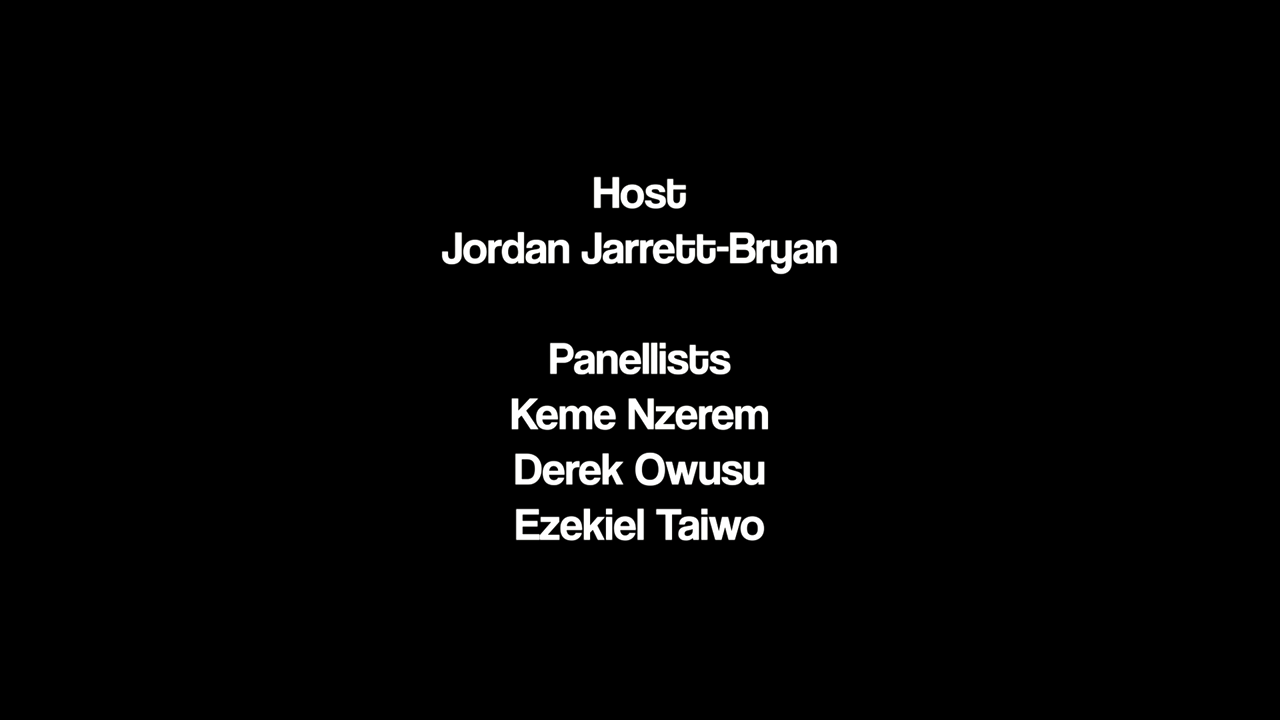 Host
Jordan Jarrett-Bryan
Panellists
Keme Nzerem
Derek Owusu
Ezekiel Taiwo